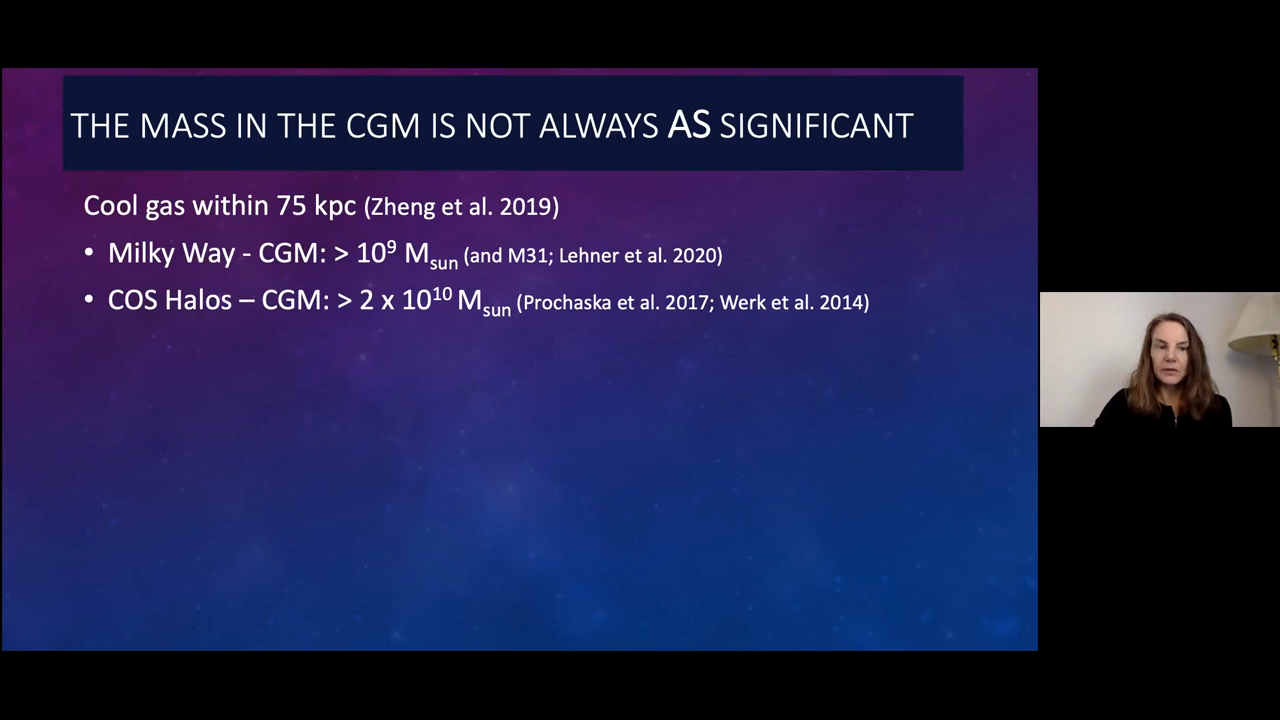 THE MASS IN THE CGM IS NOT ALWAYS AS SIGNIFICANT
Cool gas within 75 kpc (Zheng et al. 2019)
• Milky Way - CGM: > 10⁹ Msun (and M31; Lehner et al. 2020)
• COS Halos – CGM: > 2 x 10¹⁰ Msun (Prochaska et al. 2017; Werk et al. 2014)